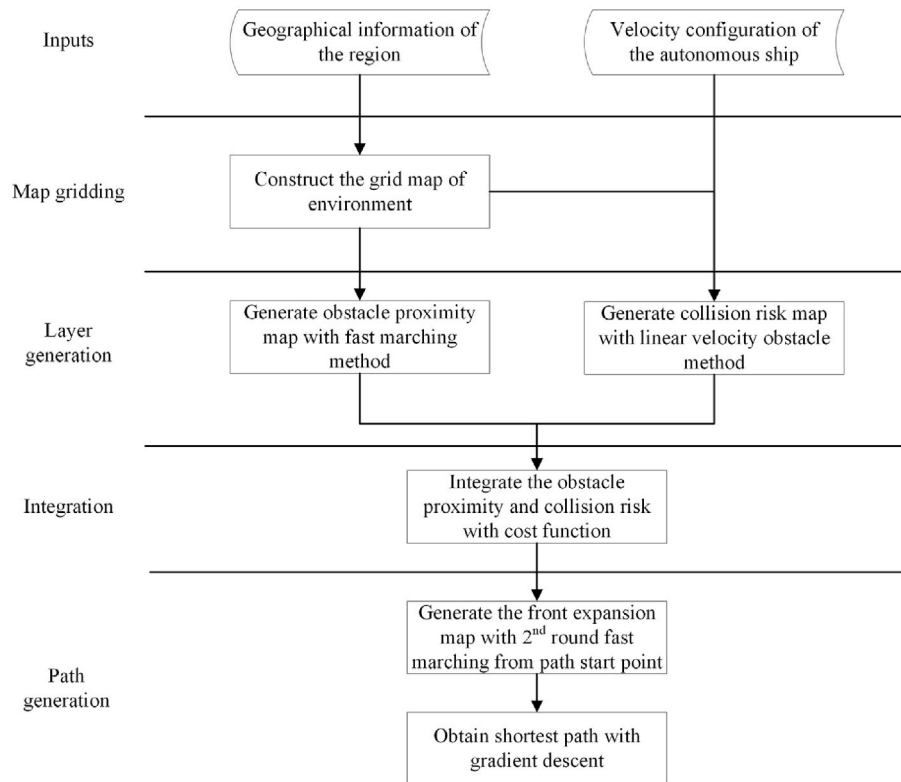 Inputs
Geographical information of
the region
Velocity configuration of
the autonomous ship
Map gridding
Construct the grid map of
environment
Layer
generation
Generate obstacle proximity
map with fast marching
method
Generate collision risk map
with linear velocity obstacle
method
Integration
Integrate the obstacle
proximity and collision risk
with cost function
Path
generation
Generate the front expansion
map with 2nd round fast
marching from path start point
Obtain shortest path with
gradient descent